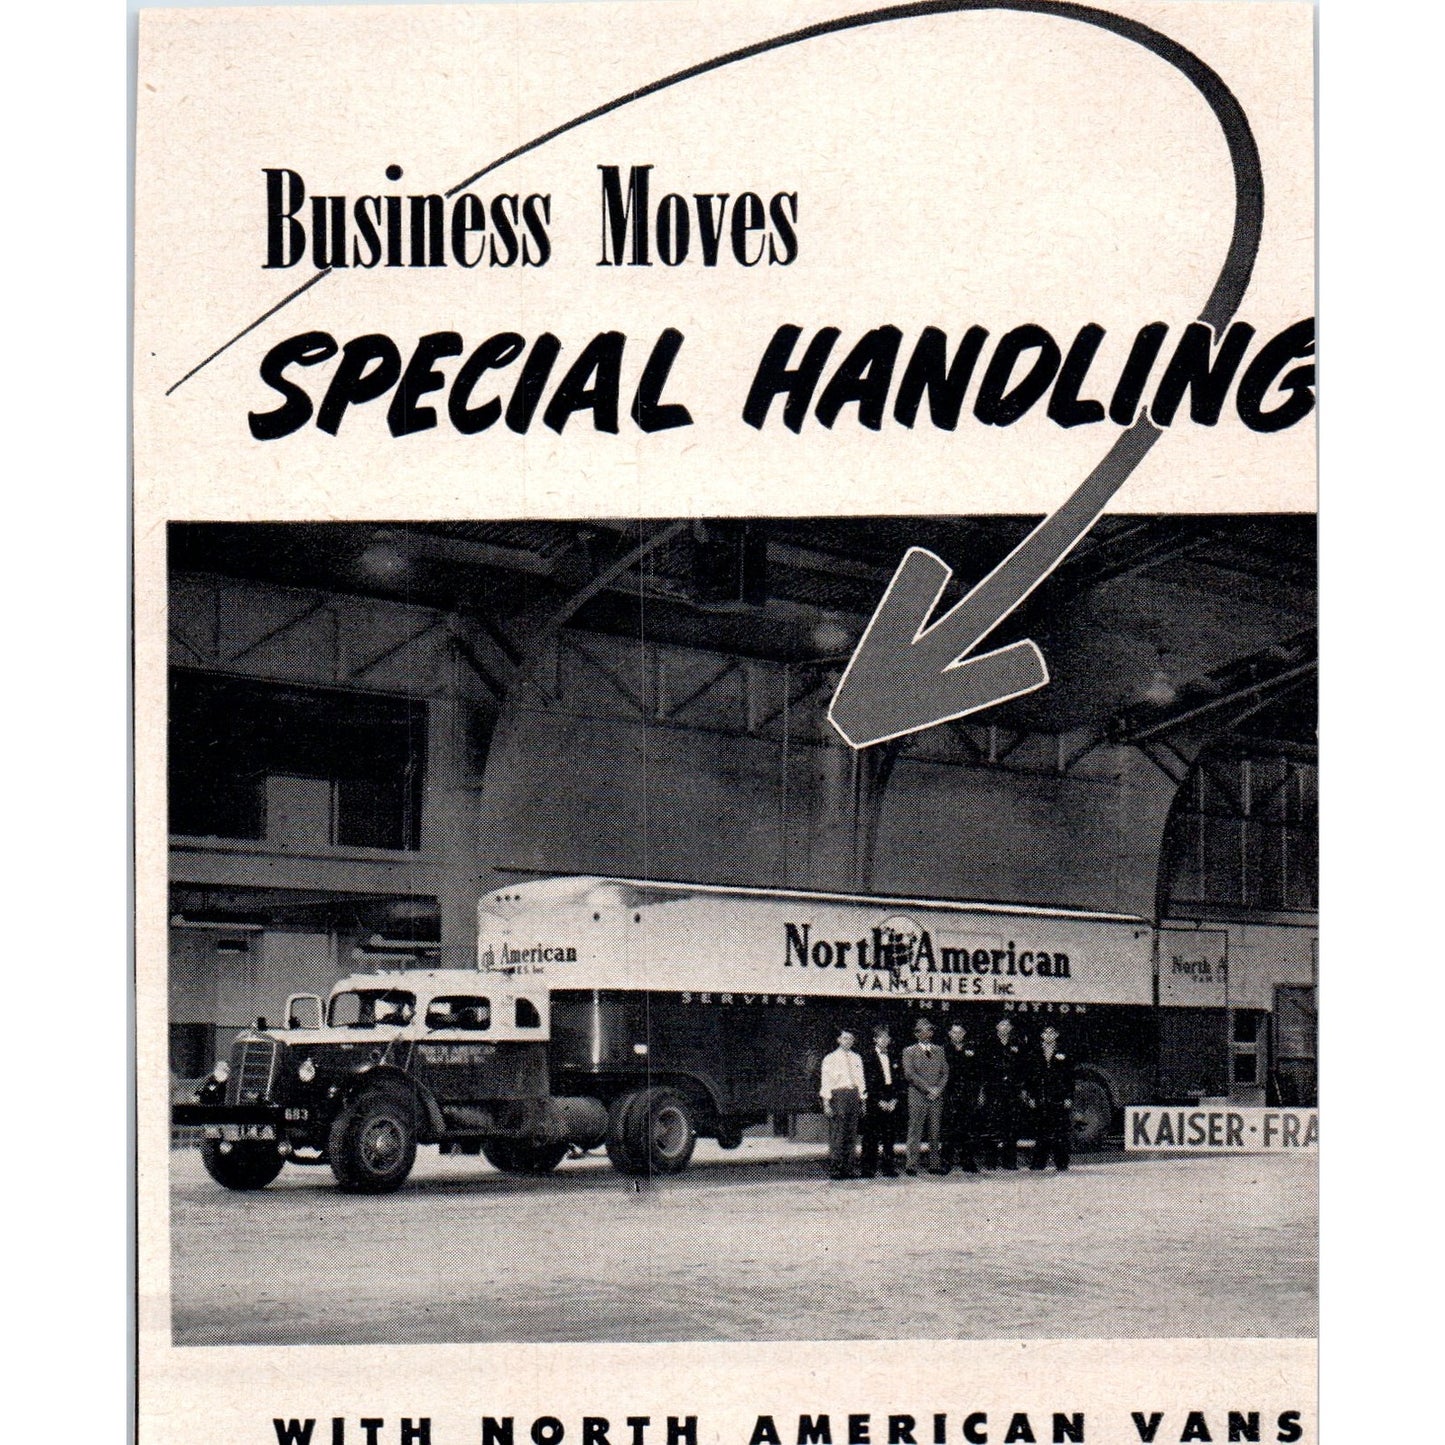 Business Moves
SPECIAL HANDLING
North American
VAN LINES, Inc.
American
North
SERVING THE NATION
683
KAISER·FRA
WITH NORTH AMERICAN VANS